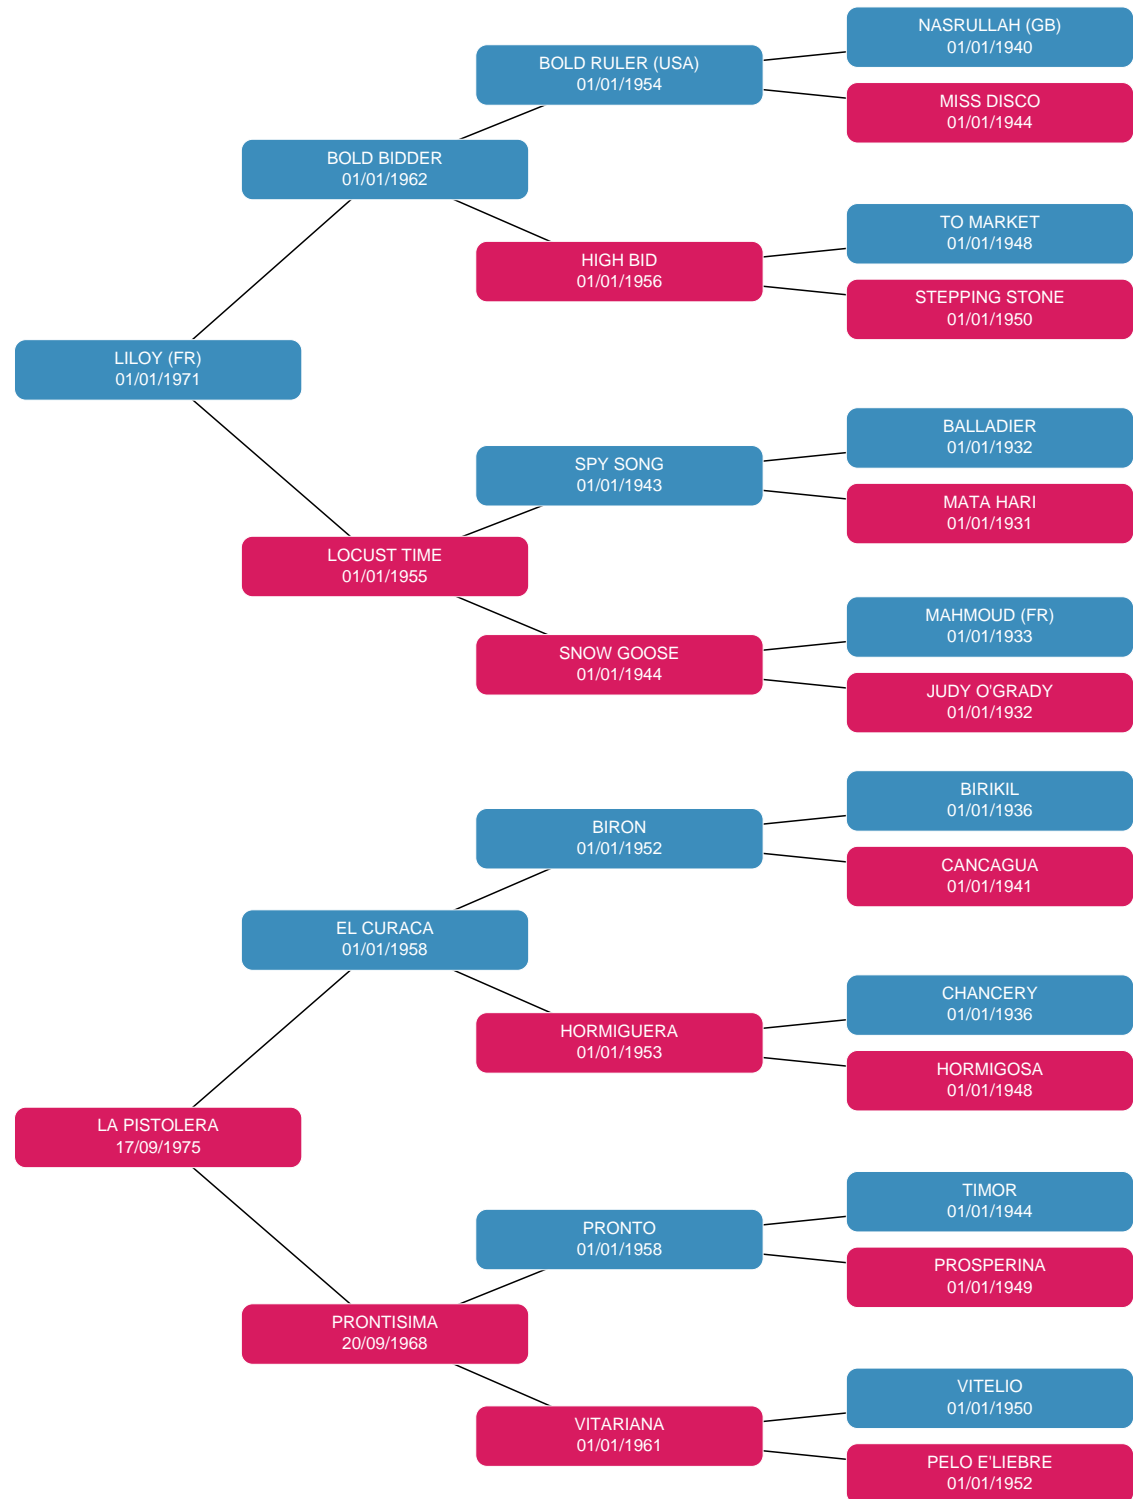 NASRULLAH (GB)
01/01/1940
BOLD RULER (USA)
01/01/1954
MISS DISCO
01/01/1944
BOLD BIDDER
01/01/1962
TO MARKET
01/01/1948
HIGH BID
01/01/1956
STEPPING STONE
01/01/1950
LILOY (FR)
01/01/1971
BALLADIER
01/01/1932
SPY SONG
01/01/1943
MATA HARI
01/01/1931
LOCUST TIME
01/01/1955
MAHMOUD (FR)
01/01/1933
SNOW GOOSE
01/01/1944
JUDY O'GRADY
01/01/1932
BIRIKIL
01/01/1936
BIRON
01/01/1952
CANCAGUA
01/01/1941
EL CURACA
01/01/1958
CHANCERY
01/01/1936
HORMIGUERA
01/01/1953
HORMIGOSA
01/01/1948
LA PISTOLERA
17/09/1975
TIMOR
01/01/1944
PRONTO
01/01/1958
PROSPERINA
01/01/1949
PRONTISIMA
20/09/1968
VITELIO
01/01/1950
VITARIANA
01/01/1961
PELO E'LIEBRE
01/01/1952